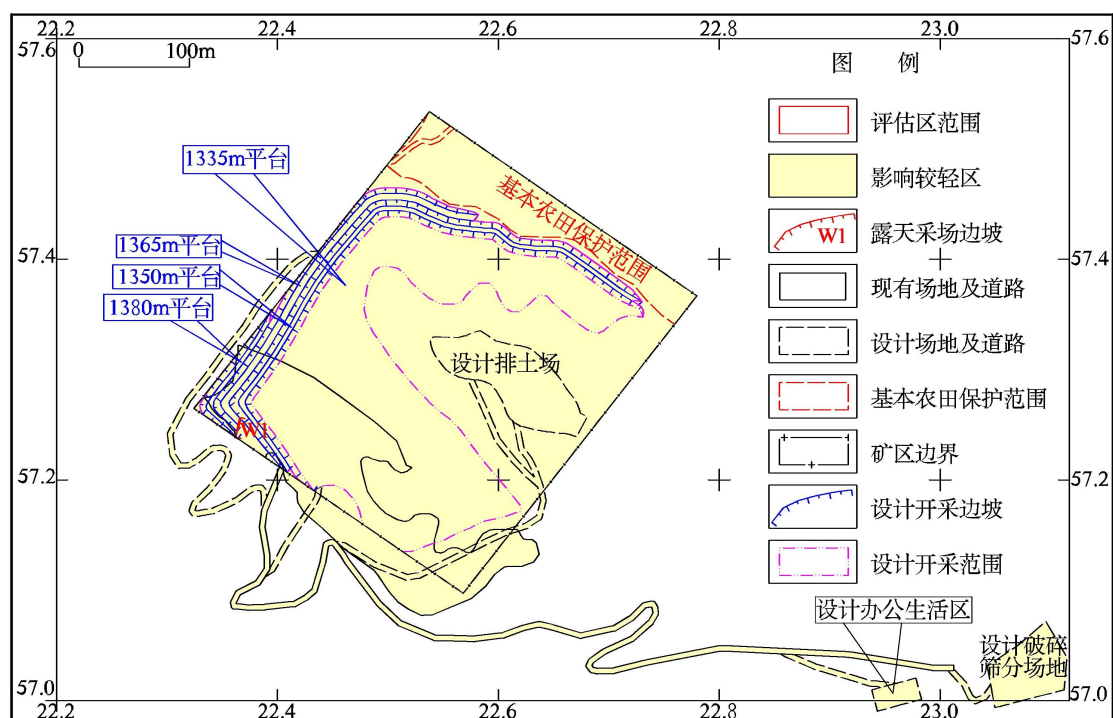 22.2 22.4 22.6 22.8 23.0
57.6 57.6
0 100m
图 例
评估区范围
影响较轻区
W1 露天采场边坡
现有场地及道路
设计场地及道路
基本农田保护范围
矿区边界
设计开采边坡
设计开采范围
1335m平台
基本农田保护范围
1365m平台
57.4 57.4
1350m平台
1380m平台
设计排土场
W1
57.2 57.2
设计办公生活区
设计破碎
筛分场地
57.0 57.0
22.2 22.4 22.6 22.8 23.0